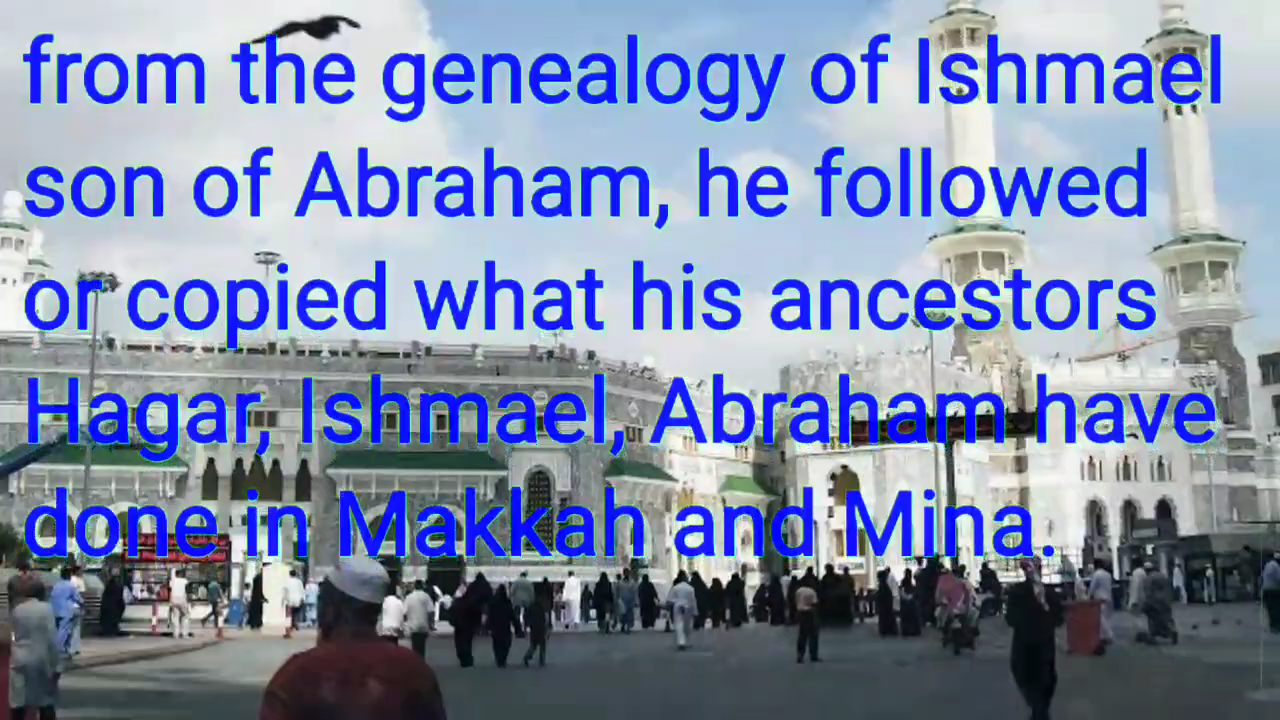 from the genealogy of Ishmael
son of Abraham, he followed
or copied what his ancestors
Hagar, Ishmael, Abraham have
done in Makkah and Mina.